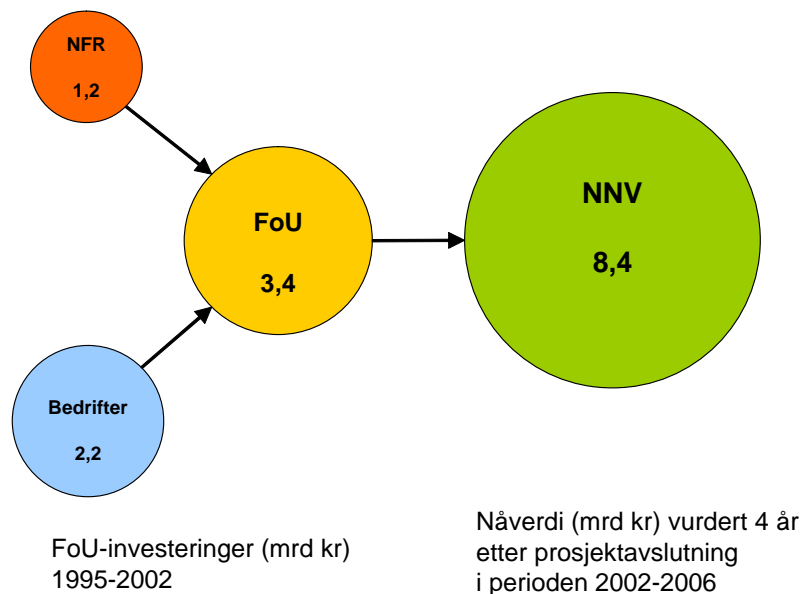 NFR
1,2
FoU
3,4
NNV
8,4
Bedrifter
2,2
FoU-investeringer (mrd kr)
1995-2002
Nåverdi (mrd kr) vurdert 4 år
etter prosjektavslutning
i perioden 2002-2006